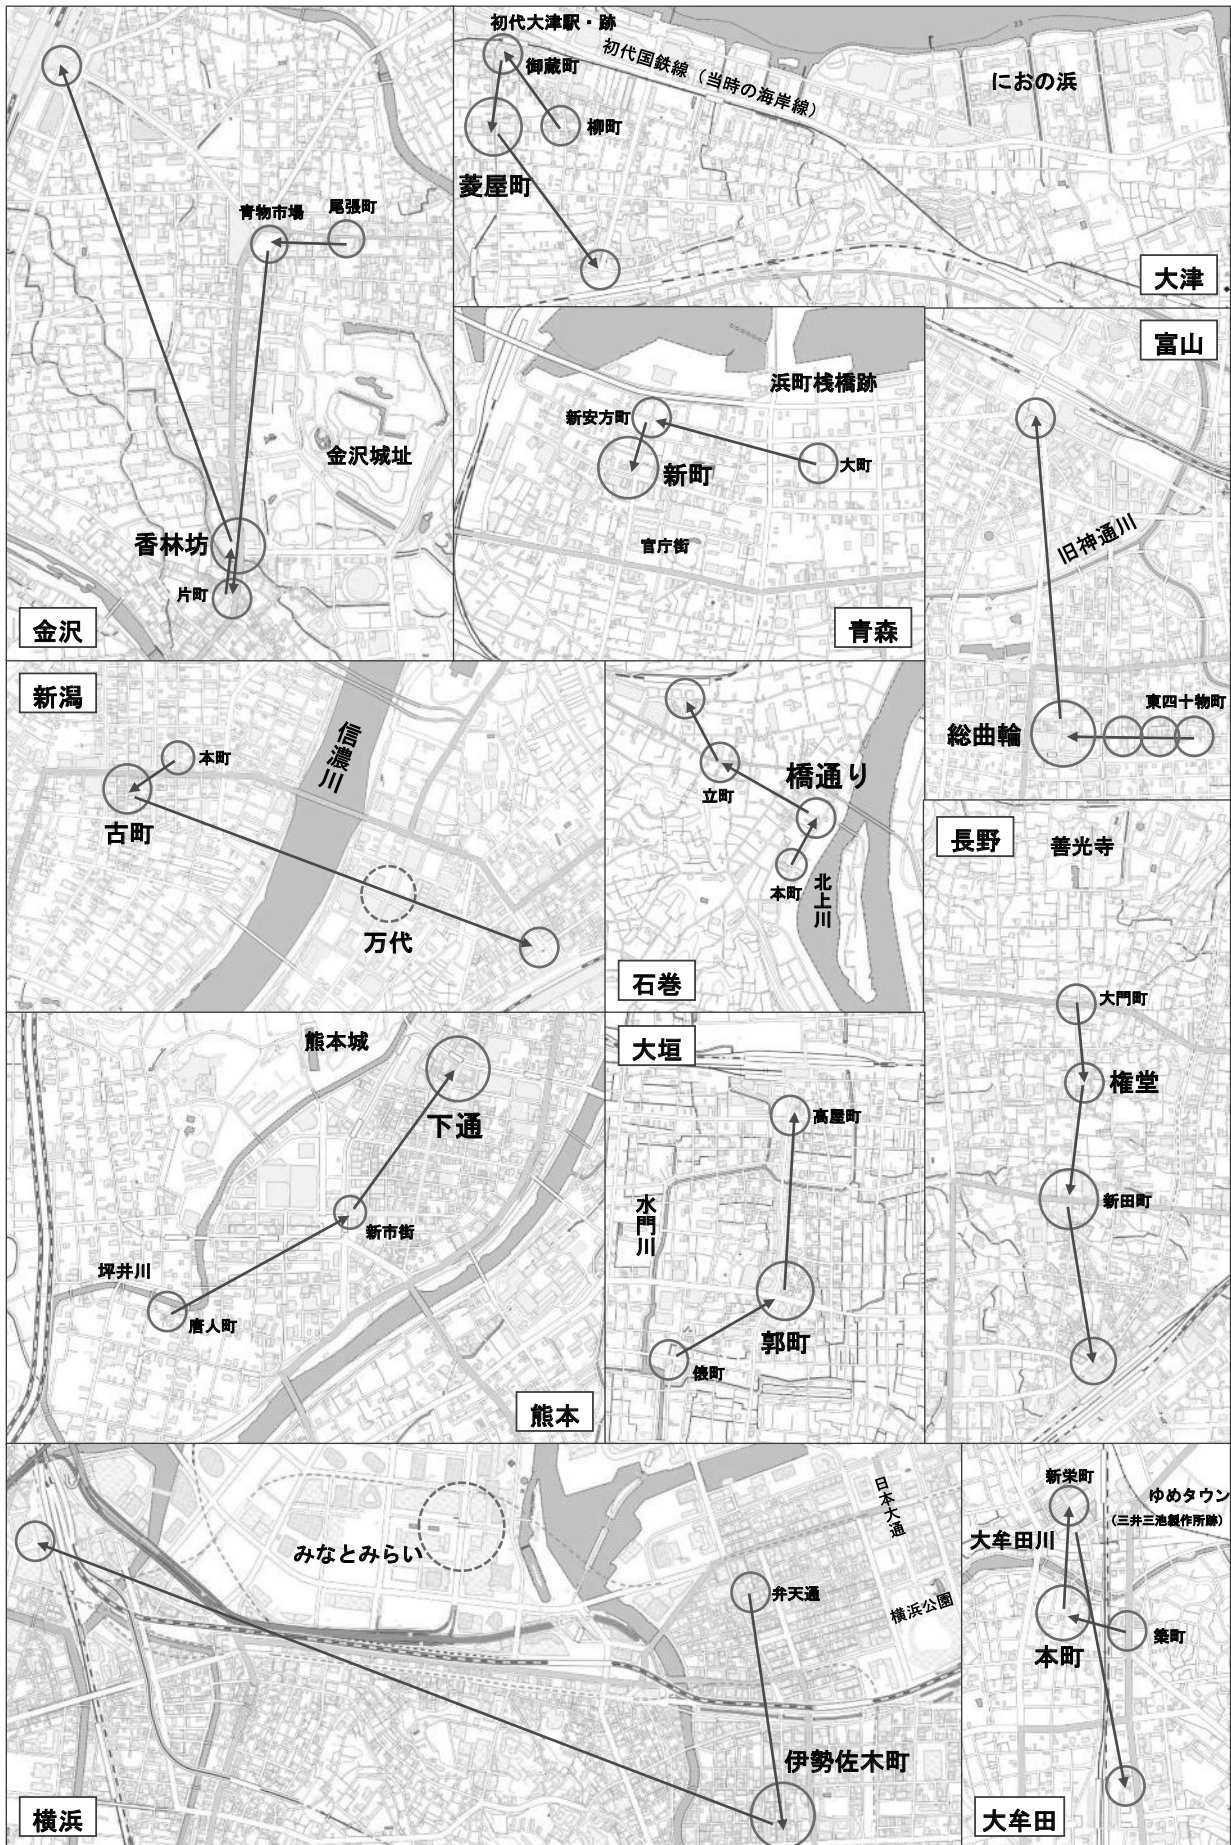 青物市場
尾張町
金沢城址
香林坊
片町
金沢
初代大津駅・跡
御蔵町
初代国鉄線(当時の海岸線)
柳町
菱屋町
におの浜
大津
浜町桟橋跡
新安方町
新町
大町
官庁街
青森
富山
旧神通川
東四十物町
総曲輪
新潟
信濃川
本町
古町
万代
橋通り
立町
本町
北上川
石巻
長野
善光寺
大門町
権堂
新田町
熊本城
下通
新市街
坪井川
唐人町
熊本
大垣
高屋町
水門川
郭町
俵町
みなとみらい
日本大通
弁天通
横浜公園
伊勢佐木町
横浜
新栄町
ゆめタウン
(三井三池製作所跡)
大牟田川
築町
本町
大牟田